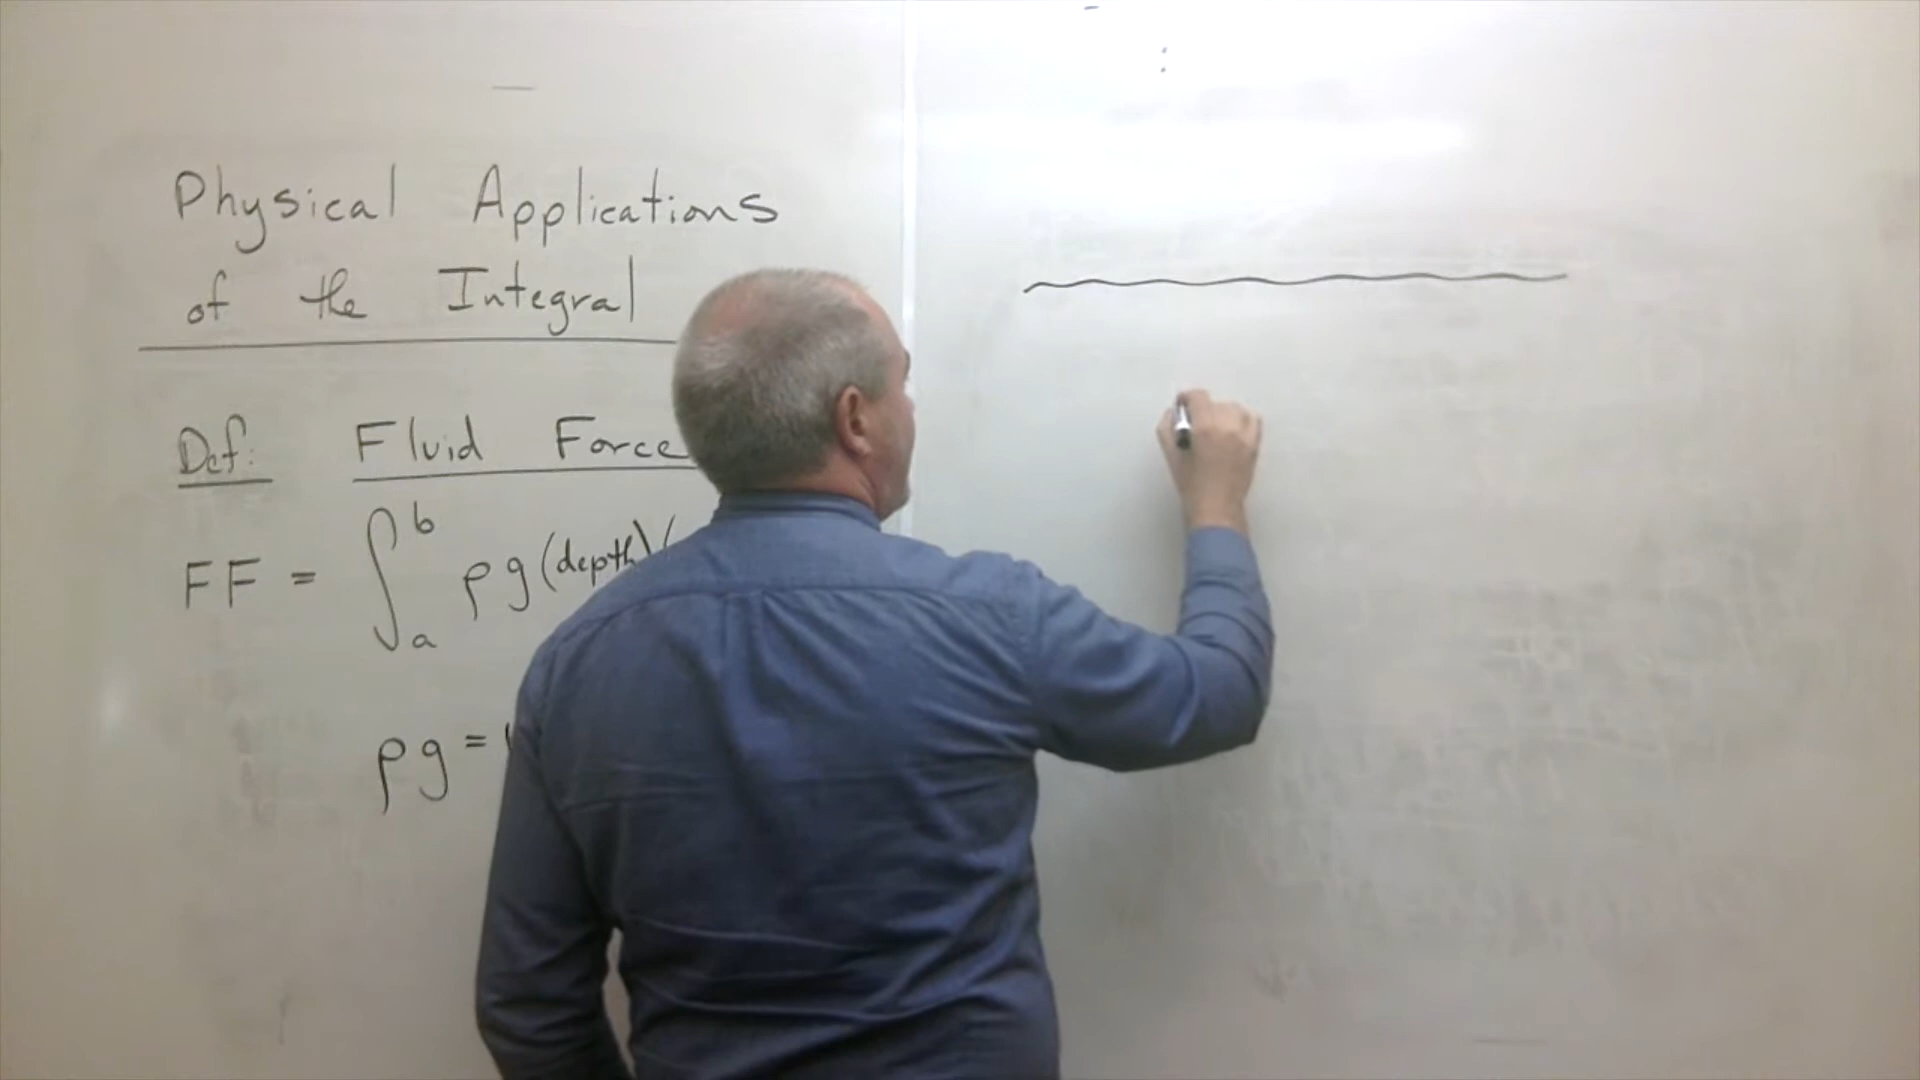 Physical Applications
of the Integral
Def: Fluid Force
FF = ∫ₐᵇ ρg(depth)(
ρg =